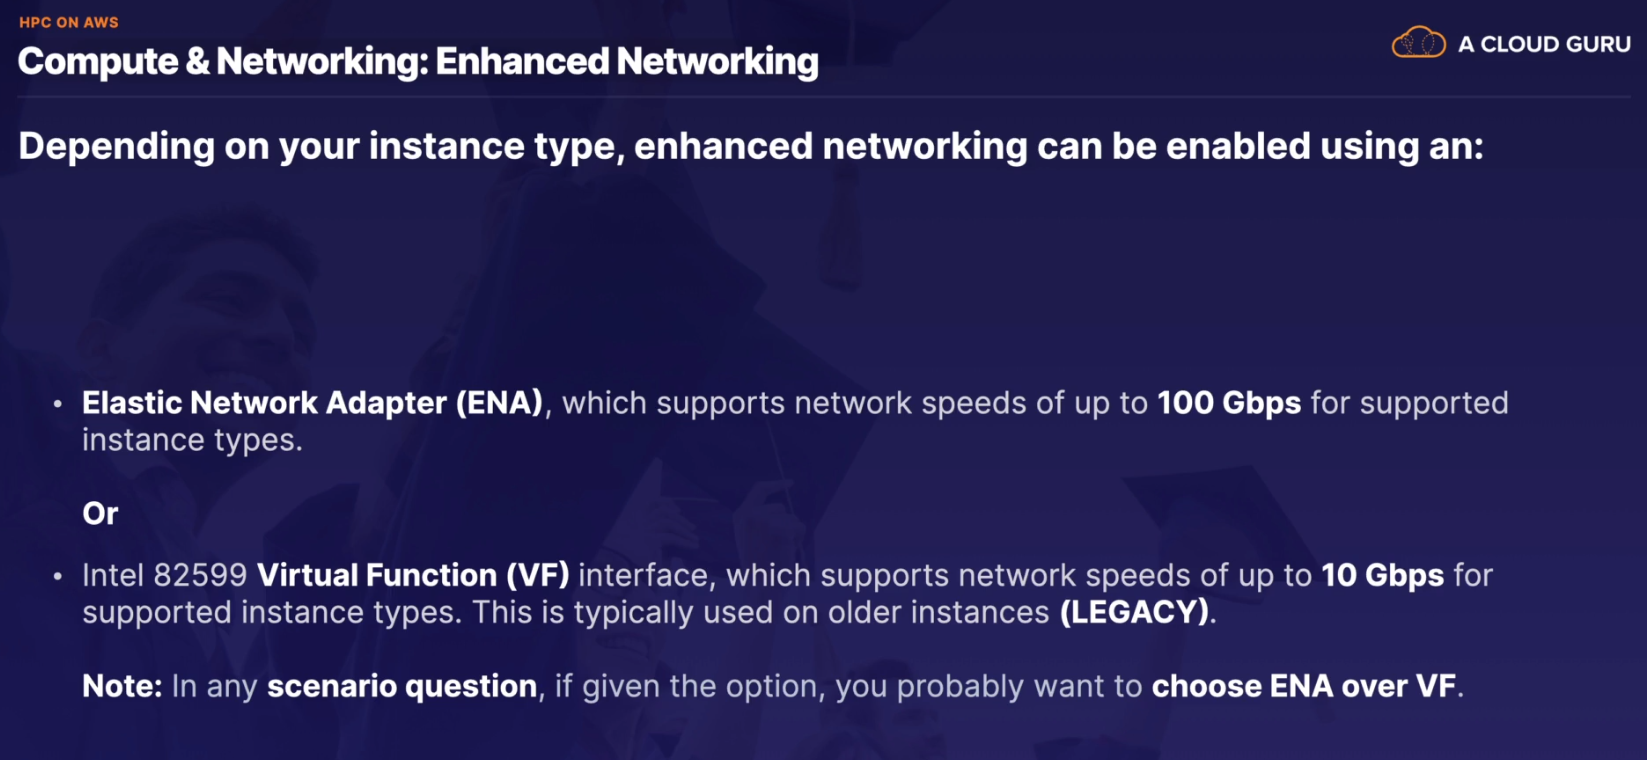 HPC ON AWS
Compute & Networking: Enhanced Networking
A CLOUD GURU
Depending on your instance type, enhanced networking can be enabled using an:
• Elastic Network Adapter (ENA), which supports network speeds of up to 100 Gbps for supported
instance types.
Or
• Intel 82599 Virtual Function (VF) interface, which supports network speeds of up to 10 Gbps for
supported instance types. This is typically used on older instances (LEGACY).
Note: In any scenario question, if given the option, you probably want to choose ENA over VF.